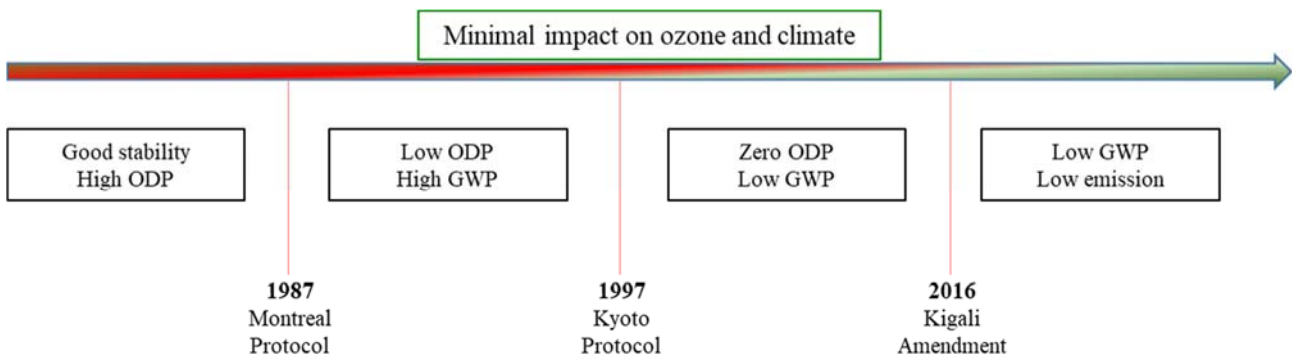 Minimal impact on ozone and climate
Good stability
High ODP
Low ODP
High GWP
Zero ODP
Low GWP
Low GWP
Low emission
1987
Montreal
Protocol
1997
Kyoto
Protocol
2016
Kigali
Amendment